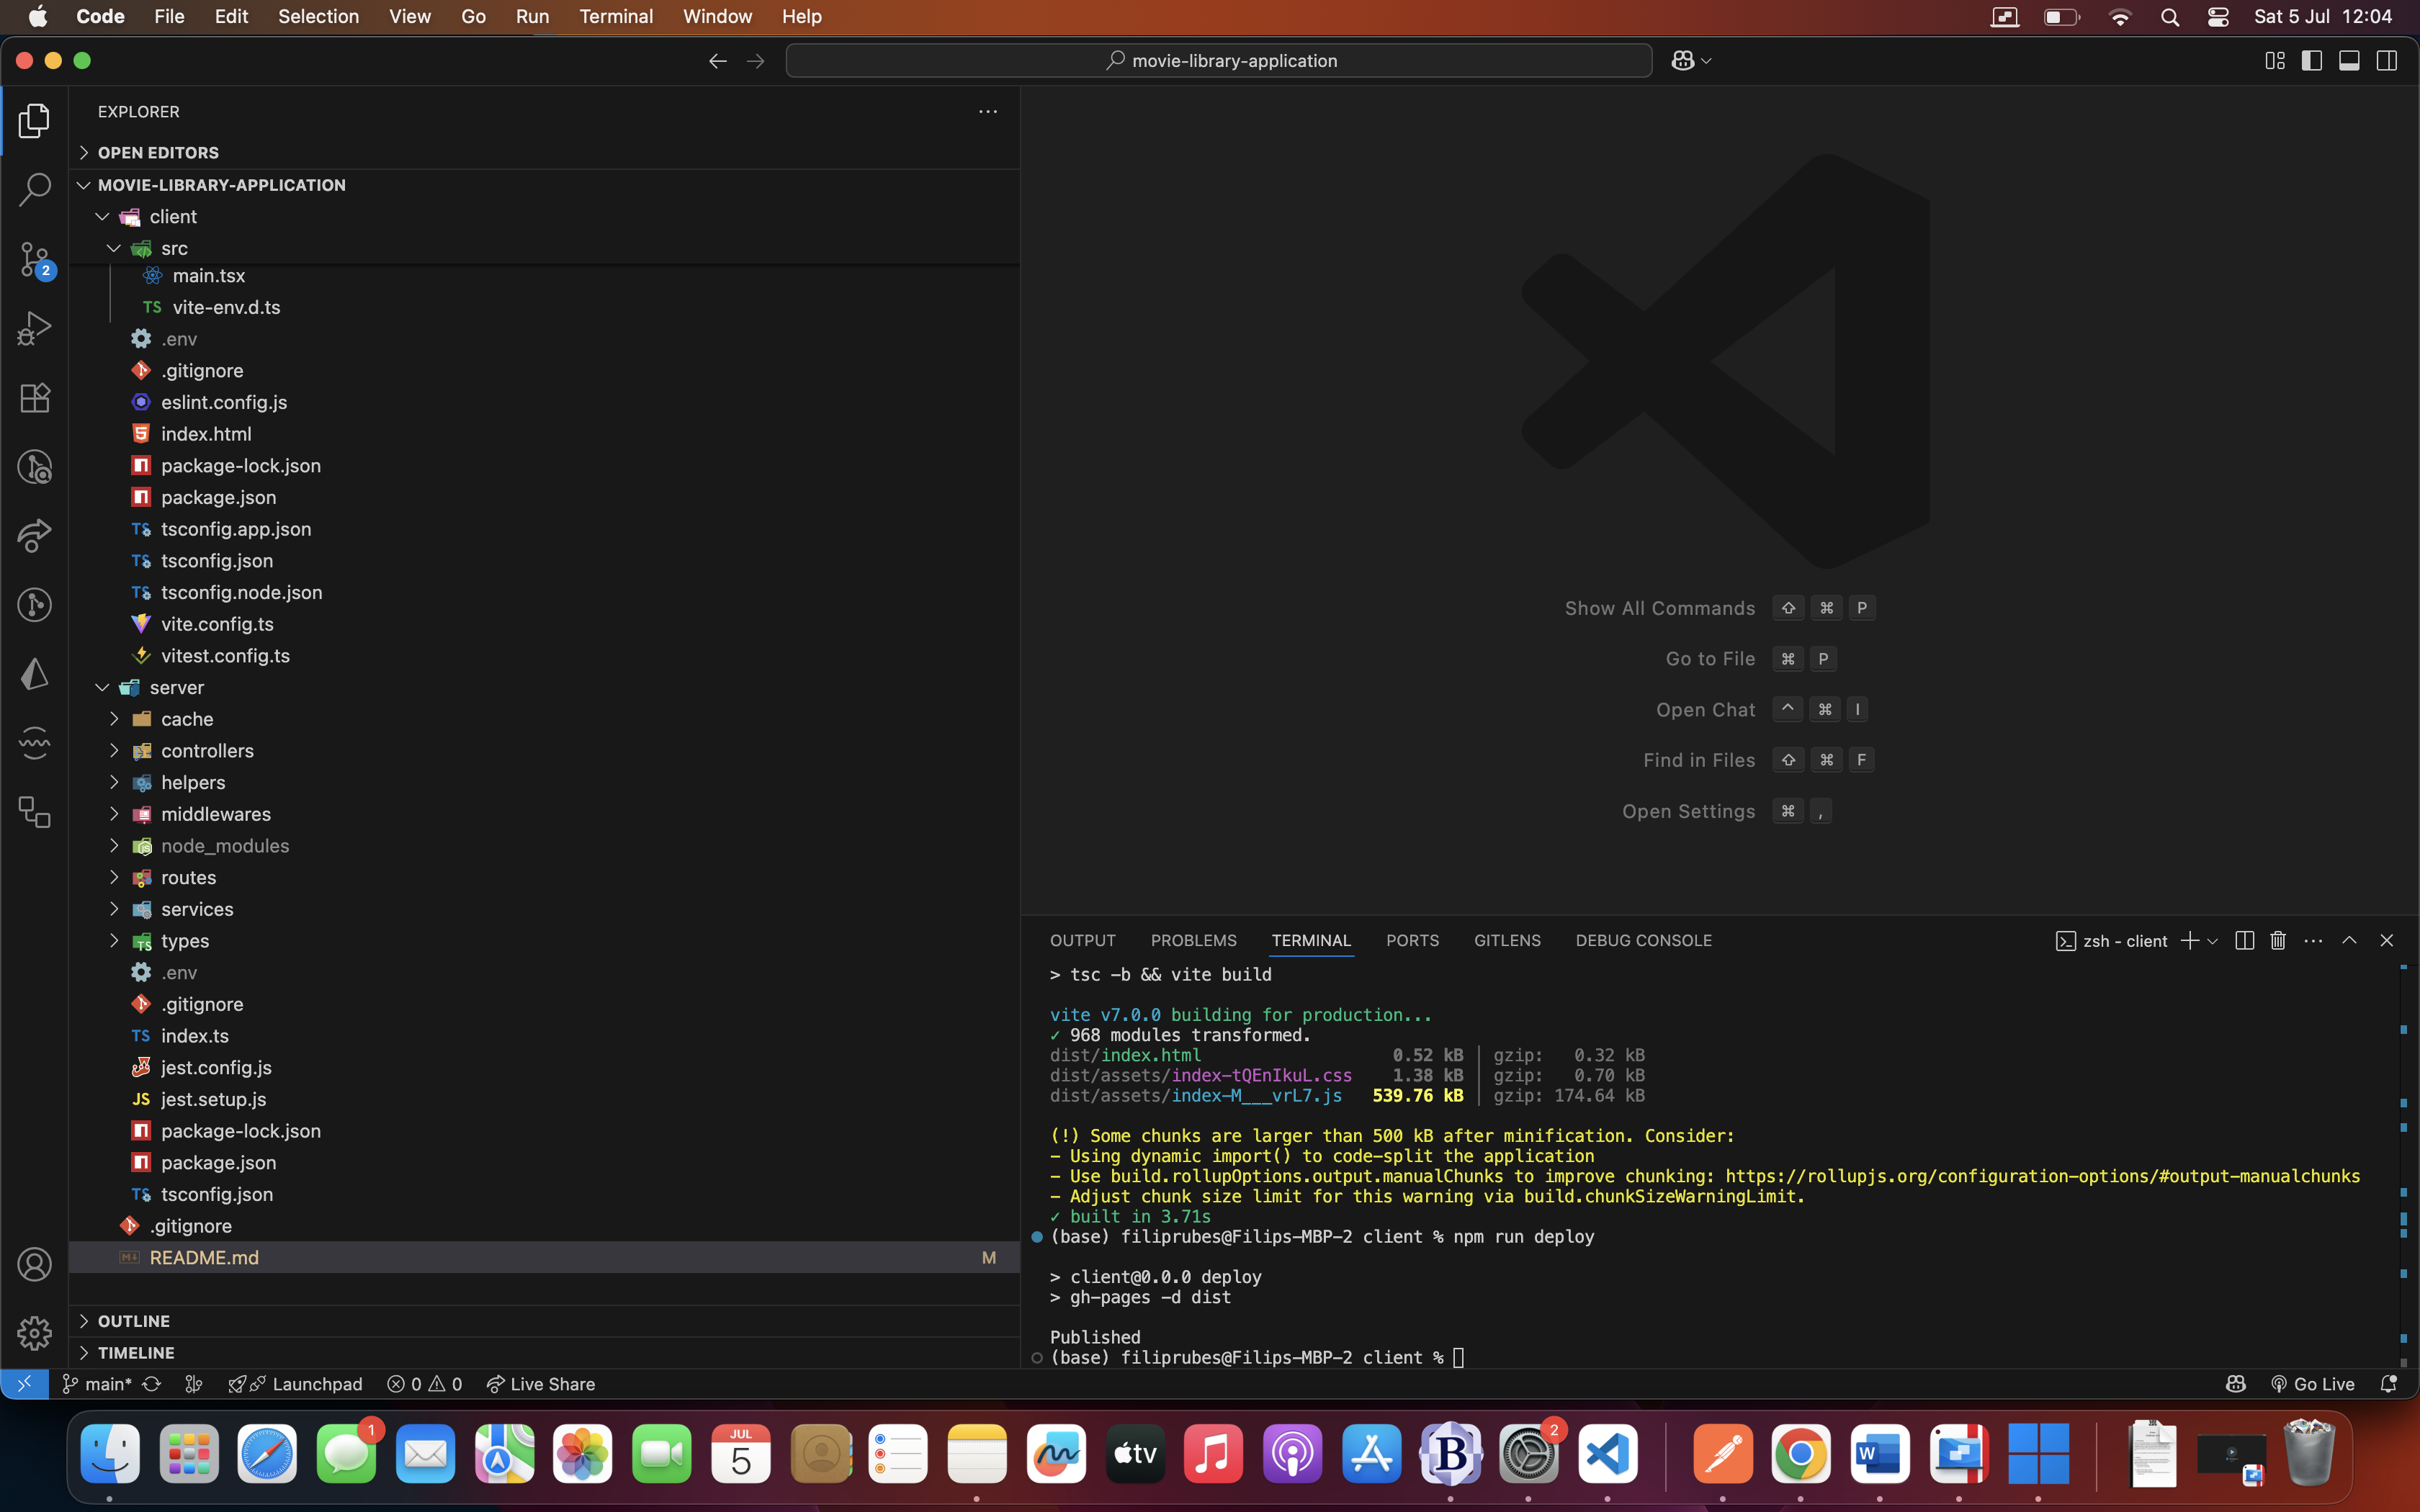 Code File Edit Selection View Go Run Terminal Window Help
Sat 5 Jul 12:04
movie-library-application
EXPLORER
OPEN EDITORS
MOVIE-LIBRARY-APPLICATION
client
src
main.tsx
TS vite-env.d.ts
.env
.gitignore
eslint.config.js
index.html
package-lock.json
package.json
TS tsconfig.app.json
TS tsconfig.json
TS tsconfig.node.json
vite.config.ts
vitest.config.ts
server
cache
controllers
helpers
middlewares
node_modules
routes
services
types
.env
.gitignore
TS index.ts
jest.config.js
JS jest.setup.js
package-lock.json
package.json
TS tsconfig.json
.gitignore
README.md M
OUTLINE
TIMELINE
2
Show All Commands ⇧ ⌘ P
Go to File ⌘ P
Open Chat ^ ⌘ I
Find in Files ⇧ ⌘ F
Open Settings ⌘ ,
OUTPUT PROBLEMS TERMINAL PORTS GITLENS DEBUG CONSOLE
zsh - client
> tsc -b && vite build
vite v7.0.0 building for production...
✓ 968 modules transformed.
dist/index.html 0.52 kB │ gzip: 0.32 kB
dist/assets/index-tQEnIkuL.css 1.38 kB │ gzip: 0.70 kB
dist/assets/index-M___vrL7.js 539.76 kB │ gzip: 174.64 kB
(!) Some chunks are larger than 500 kB after minification. Consider:
- Using dynamic import() to code-split the application
- Use build.rollupOptions.output.manualChunks to improve chunking: https://rollupjs.org/configuration-options/#output-manualchunks
- Adjust chunk size limit for this warning via build.chunkSizeWarningLimit.
✓ built in 3.71s
(base) filiprubes@Filips-MBP-2 client % npm run deploy
> client@0.0.0 deploy
> gh-pages -d dist
Published
(base) filiprubes@Filips-MBP-2 client %
main* Launchpad 0 0 Live Share
Go Live
1
JUL
5
tv
B
2
W